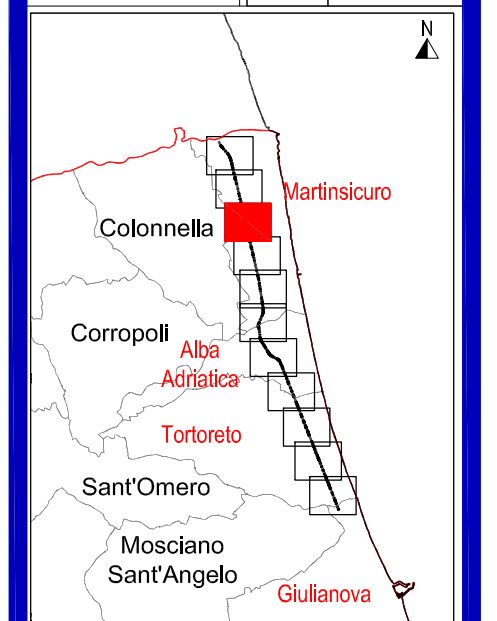 N
Martinsicuro
Colonnella
Corropoli
Alba
Adriatica
Tortoreto
Sant'Omero
Mosciano
Sant'Angelo
Giulianova